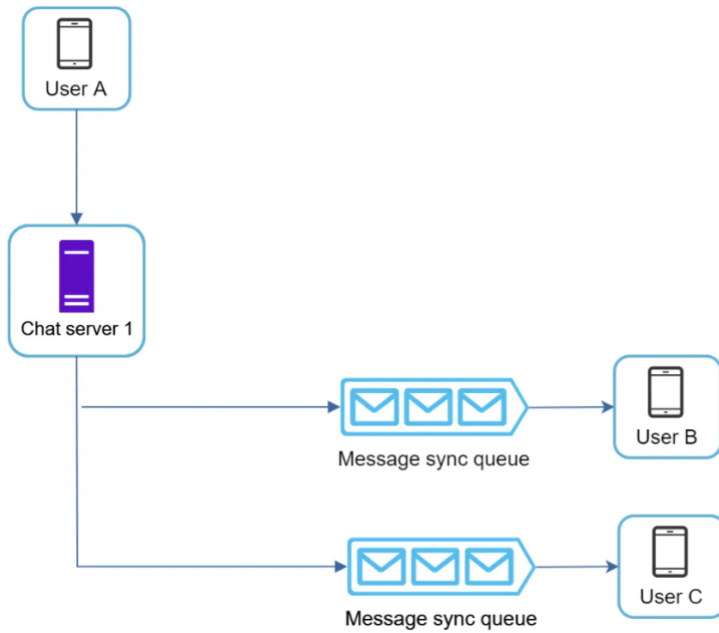 User A
Chat server 1
Message sync queue
User B
Message sync queue
User C